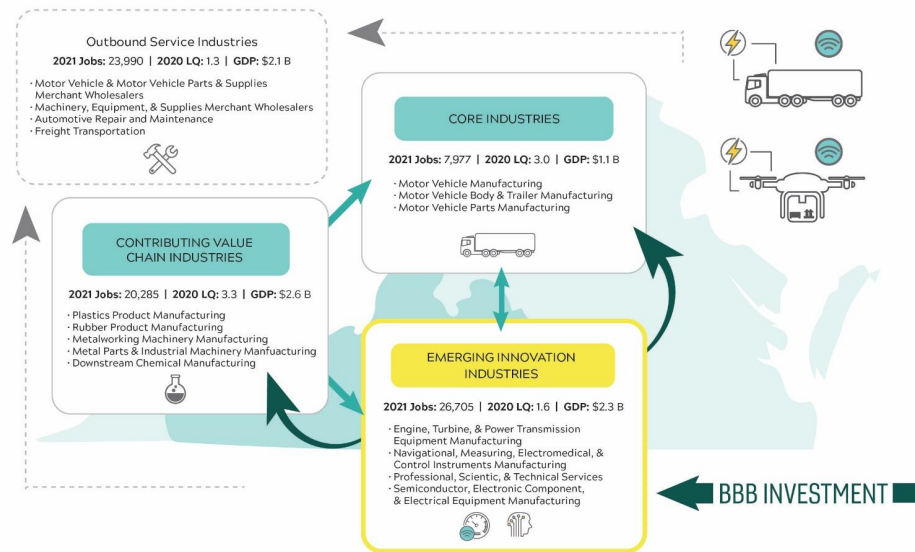 Outbound Service Industries
2021 Jobs: 23,990 | 2020 LQ: 1.3 | GDP: $2.1 B
· Motor Vehicle & Motor Vehicle Parts & Supplies
Merchant Wholesalers
· Machinery, Equipment, & Supplies Merchant Wholesalers
· Automotive Repair and Maintenance
· Freight Transportation
CORE INDUSTRIES
2021 Jobs: 7,977 | 2020 LQ: 3.0 | GDP: $1.1 B
· Motor Vehicle Manufacturing
· Motor Vehicle Body & Trailer Manufacturing
· Motor Vehicle Parts Manufacturing
CONTRIBUTING VALUE
CHAIN INDUSTRIES
2021 Jobs: 20,285 | 2020 LQ: 3.3 | GDP: $2.6 B
· Plastics Product Manufacturing
· Rubber Product Manufacturing
· Metalworking Machinery Manufacturing
· Metal Parts & Industrial Machinery Manfuacturing
· Downstream Chemical Manufacturing
EMERGING INNOVATION
INDUSTRIES
2021 Jobs: 26,705 | 2020 LQ: 1.6 | GDP: $2.3 B
· Engine, Turbine, & Power Transmission
Equipment Manufacturing
· Navigational, Measuring, Electromedical, &
Control Instruments Manufacturing
· Professional, Scientific, & Technical Services
· Semiconductor, Electronic Component,
& Electrical Equipment Manufacturing
BBB INVESTMENT